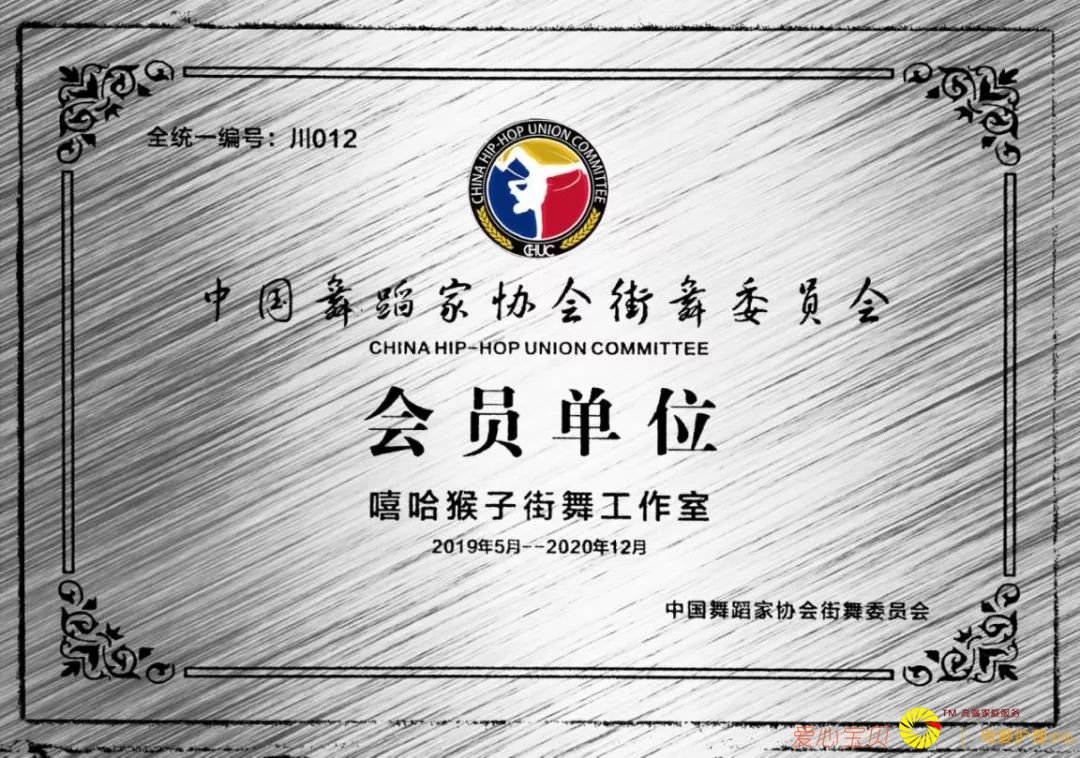 全统一编号：川012
CHINA HIP-HOP UNION COMMITTEE
CHUC
中国舞蹈家协会街舞委员会
CHINA HIP-HOP UNION COMMITTEE
会员单位
嘻哈猴子街舞工作室
2019年5月--2020年12月
中国舞蹈家协会街舞委员会
TM 高端家庭服务
爱心宝贝